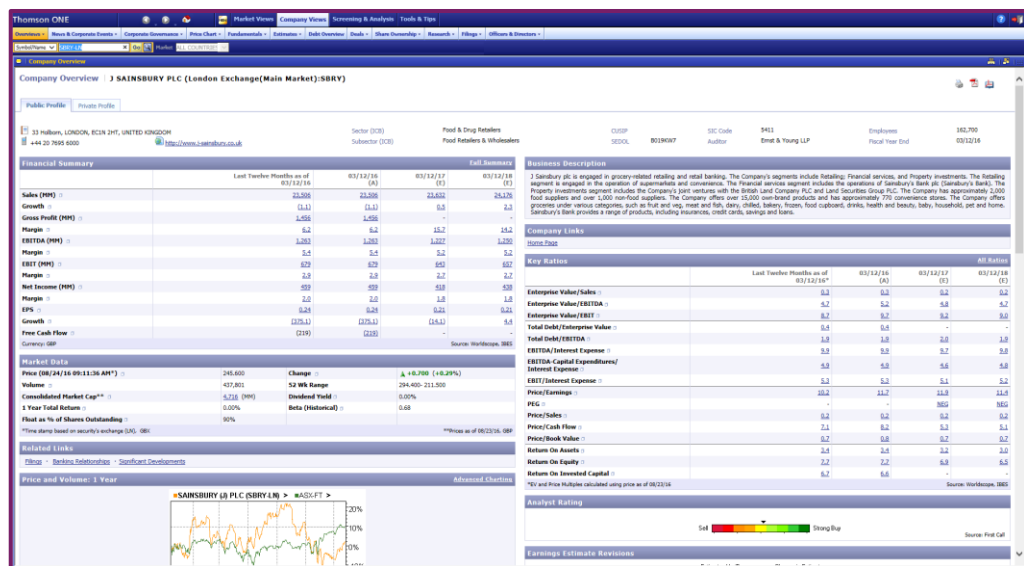 Thomson ONE
Market Views Company Views Screening & Analysis Tools & Tips
Overviews News & Corporate Events Corporate Governance Price Chart Fundamentals Estimates Debt Overview Deals Share Ownership Research Filings Officers & Directors
Symbol/Name SBRY-LN Go Market ALL COUNTRIES
Company Overview
Company Overview | J SAINSBURY PLC (London Exchange(Main Market):SBRY)
Public Profile Private Profile
33 Holborn, LONDON, EC1N 2HT, UNITED KINGDOM Sector (ICB) Food & Drug Retailers CUSIP SIC Code 5411 Employees 162,700
+44 20 7695 6000 http://www.j-sainsbury.co.uk Subsector (ICB) Food Retailers & Wholesalers SEDOL B019KW7 Auditor Ernst & Young LLP Fiscal Year End 03/12/16
Financial Summary Full Summary
Last Twelve Months as of 03/12/16 03/12/16 (A) 03/12/17 (E) 03/12/18 (E)
Sales (MM) 23,506 23,506 23,632 24,176
Growth (1.1) (1.1) 0.5 2.3
Gross Profit (MM) 1,456 1,456 - -
Margin 6.2 6.2 15.7 14.2
EBITDA (MM) 1,263 1,263 1,227 1,250
Margin 5.4 5.4 5.2 5.2
EBIT (MM) 679 679 642 657
Margin 2.9 2.9 2.7 2.7
Net Income (MM) 459 459 418 438
Margin 2.0 2.0 1.8 1.8
EPS 0.24 0.24 0.21 0.21
Growth (375.1) (375.1) (14.1) 4.4
Free Cash Flow (219) (219) - -
Currency: GBP Source: Worldscope, IBES
Market Data
Price (08/24/16 09:11:36 AM*) 245.600 Change +0.700 (+0.29%)
Volume 437,801 52 Wk Range 294.400- 211.500
Consolidated Market Cap** 4,716 (MM) Dividend Yield 0.00%
1 Year Total Return 0.00% Beta (Historical) 0.68
Float as % of Shares Outstanding 90%
*Time stamp based on security's exchange (LN), GBX **Prices as of 08/23/16, GBP
Related Links
Filings - Banking Relationships - Significant Developments
Price and Volume: 1 Year Advanced Charting
SAINSBURY (J) PLC (SBRY-LN) > ASX-FT >
20%
10%
0%
Business Description
J Sainsbury plc is engaged in grocery-related retailing and retail banking. The Company's segments include Retailing; Financial services, and Property investments. The Retailing
segment is engaged in the operation of supermarkets and convenience. The Financial services segment includes the operations of Sainsbury's Bank plc (Sainsbury's Bank). The
Property investments segment includes the Company's joint ventures with the British Land Company PLC and Land Securities Group PLC. The Company has approximately 2,000
food suppliers and over 1,000 non-food suppliers. The Company offers over 15,000 own-brand products and has approximately 770 convenience stores. The Company offers
groceries under various categories, such as fruit and veg, meat and fish, dairy, chilled, bakery, frozen, food cupboard, drinks, health and beauty, baby, household, pet and home.
Sainsbury's Bank provides a range of products, including insurances, credit cards, savings and loans.
Company Links
Home Page
Key Ratios All Ratios
Last Twelve Months as of 03/12/16* 03/12/16 (A) 03/12/17 (E) 03/12/18 (E)
Enterprise Value/Sales 0.3 0.3 0.2 0.2
Enterprise Value/EBITDA 4.7 5.2 4.8 4.7
Enterprise Value/EBIT 8.7 9.7 9.2 9.0
Total Debt/Enterprise Value 0.4 0.4 - -
Total Debt/EBITDA 1.9 1.9 2.0 1.9
EBITDA/Interest Expense 9.9 9.9 9.7 9.8
EBITDA-Capital Expenditures/
Interest Expense 4.9 4.9 4.6 4.8
EBIT/Interest Expense 5.3 5.3 5.1 5.2
Price/Earnings 10.2 11.7 11.9 11.4
PEG - - NEG NEG
Price/Sales 0.2 0.2 0.2 0.2
Price/Cash Flow 7.1 8.2 5.3 5.1
Price/Book Value 0.7 0.8 0.7 0.7
Return On Assets 3.4 3.4 3.2 3.0
Return On Equity 7.7 7.7 6.9 6.5
Return On Invested Capital 6.7 6.6 - -
*EV and Price Multiples calculated using price as of 08/23/16 Source: Worldscope, IBES
Analyst Rating
Sell Strong Buy
Source: First Call
Earnings Estimate Revisions